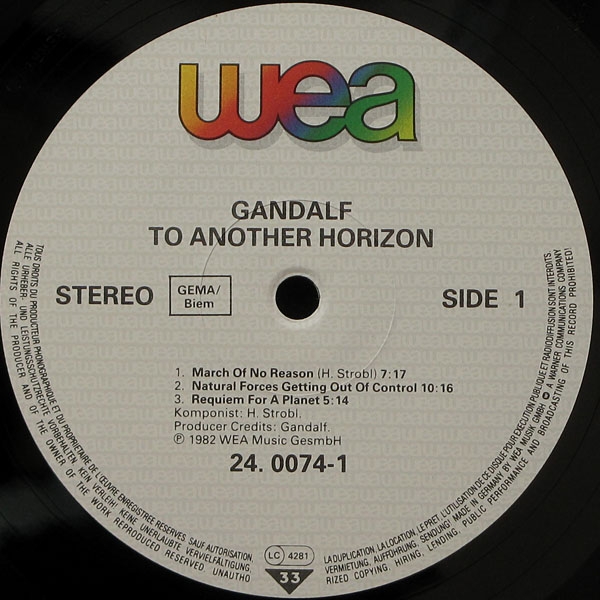 wea
GANDALF
TO ANOTHER HORIZON
STEREO
GEMA/
Biem
SIDE 1
1. March Of No Reason (H. Strobl) 7:17
2. Natural Forces Getting Out Of Control 10:16
3. Requiem For A Planet 5:14
Komponist: H. Strobl.
Producer Credits: Gandalf.
℗ 1982 WEA Music GesmbH
24. 0074-1
TOUS DROITS DU PRODUCTEUR PHONOGRAPHIQUE ET DU PROPRIETAIRE DE L'ŒUVRE ENREGISTREE RESERVES. SAUF AUTORISATION,
LA DUPLICATION, LA LOCATION, LE PRET, L'UTILISATION DE CE DISQUE POUR EXECUTION PUBLIQUE ET RADIODIFFUSION SONT INTERDITS.
ALLE URHEBER- UND LEISTUNGSSCHUTZRECHTE VORBEHALTEN. KEIN VERLEIH! KEINE UNERLAUBTE VERVIELFÄLTIGUNG,
VERMIETUNG, AUFFÜHRUNG, SENDUNG! MADE IN GERMANY BY WEA MUSIK GMBH A WARNER COMMUNICATIONS COMPANY
ALL RIGHTS OF THE PRODUCER AND OF THE OWNER OF THE WORK REPRODUCED RESERVED. UNAUTHO
RIZED COPYING, HIRING, LENDING, PUBLIC PERFORMANCE AND BROADCASTING OF THIS RECORD PROHIBITED!
LC 4281
33